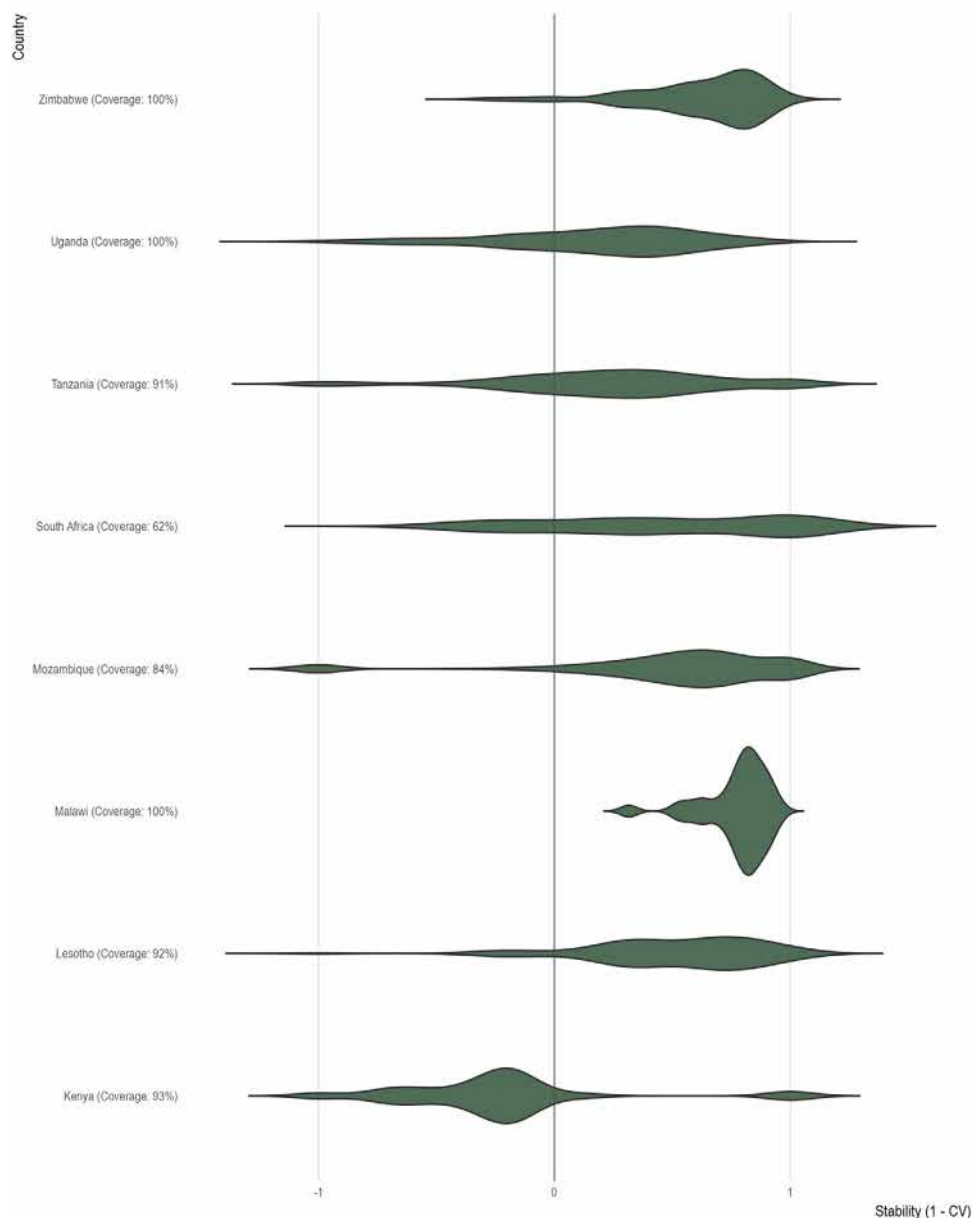 Country
Zimbabwe (Coverage: 100%)
Uganda (Coverage: 100%)
Tanzania (Coverage: 91%)
South Africa (Coverage: 62%)
Mozambique (Coverage: 84%)
Malawi (Coverage: 100%)
Lesotho (Coverage: 92%)
Kenya (Coverage: 93%)
-1 0 1
Stability (1 - CV)